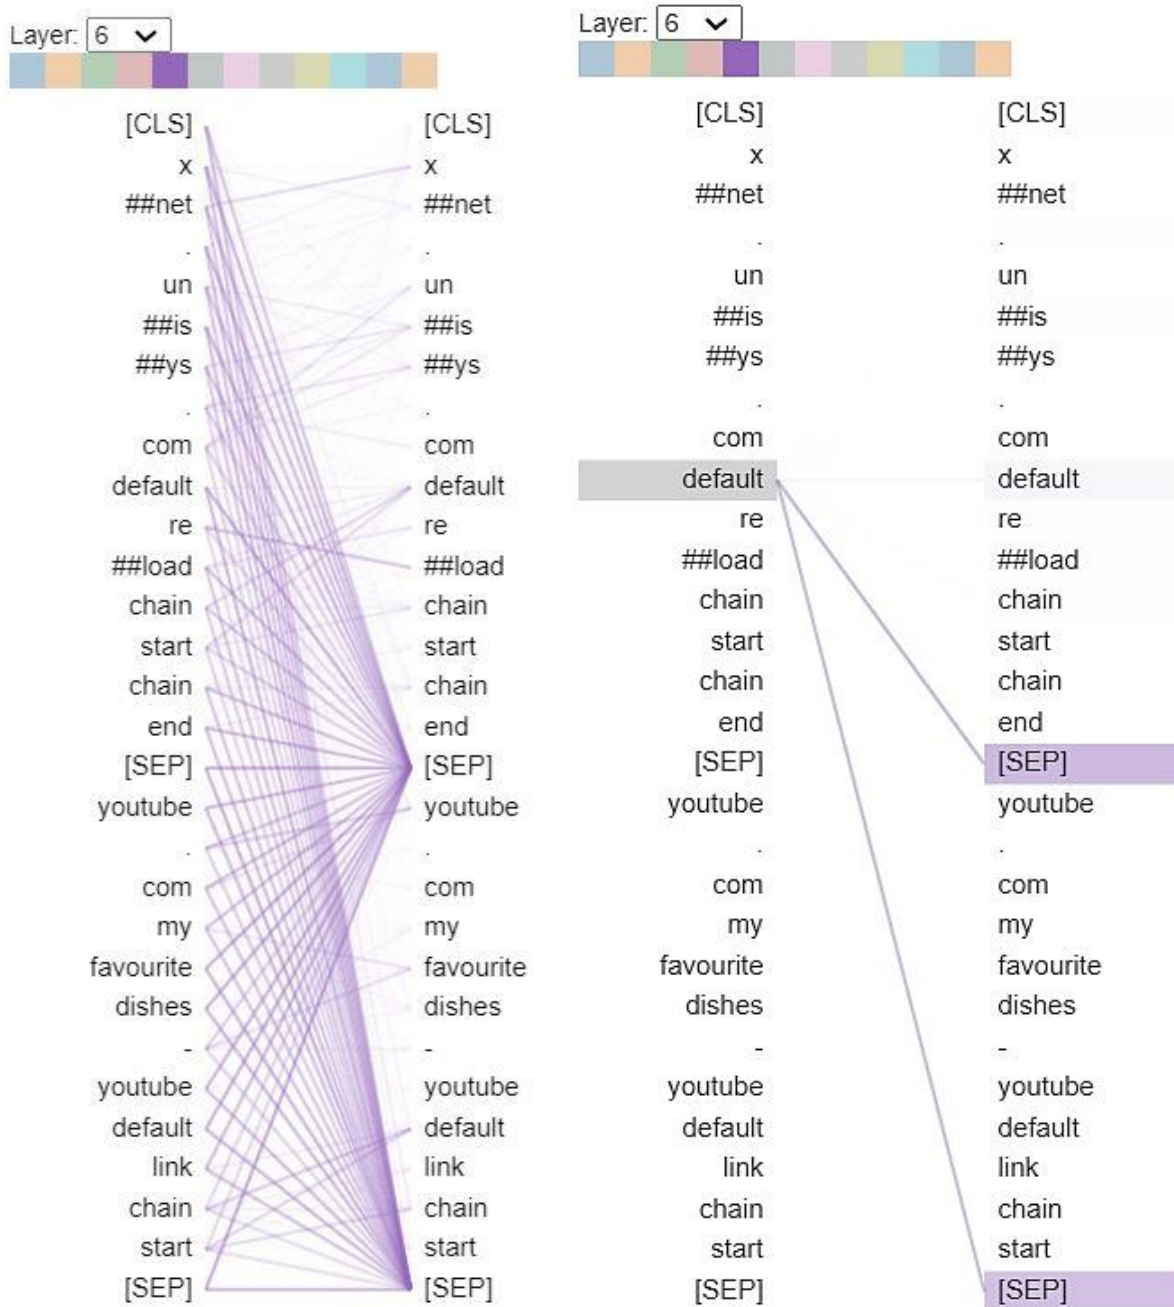 Layer: 6
[CLS] [CLS]
x x
##net ##net
. .
un un
##is ##is
##ys ##ys
. .
com com
default default
re re
##load ##load
chain chain
start start
chain chain
end end
[SEP] [SEP]
youtube youtube
. .
com com
my my
favourite favourite
dishes dishes
- -
youtube youtube
default default
link link
chain chain
start start
[SEP] [SEP]
Layer: 6
[CLS] [CLS]
x x
##net ##net
. .
un un
##is ##is
##ys ##ys
. .
com com
default default
re re
##load ##load
chain chain
start start
chain chain
end end
[SEP] [SEP]
youtube youtube
. .
com com
my my
favourite favourite
dishes dishes
- -
youtube youtube
default default
link link
chain chain
start start
[SEP] [SEP]